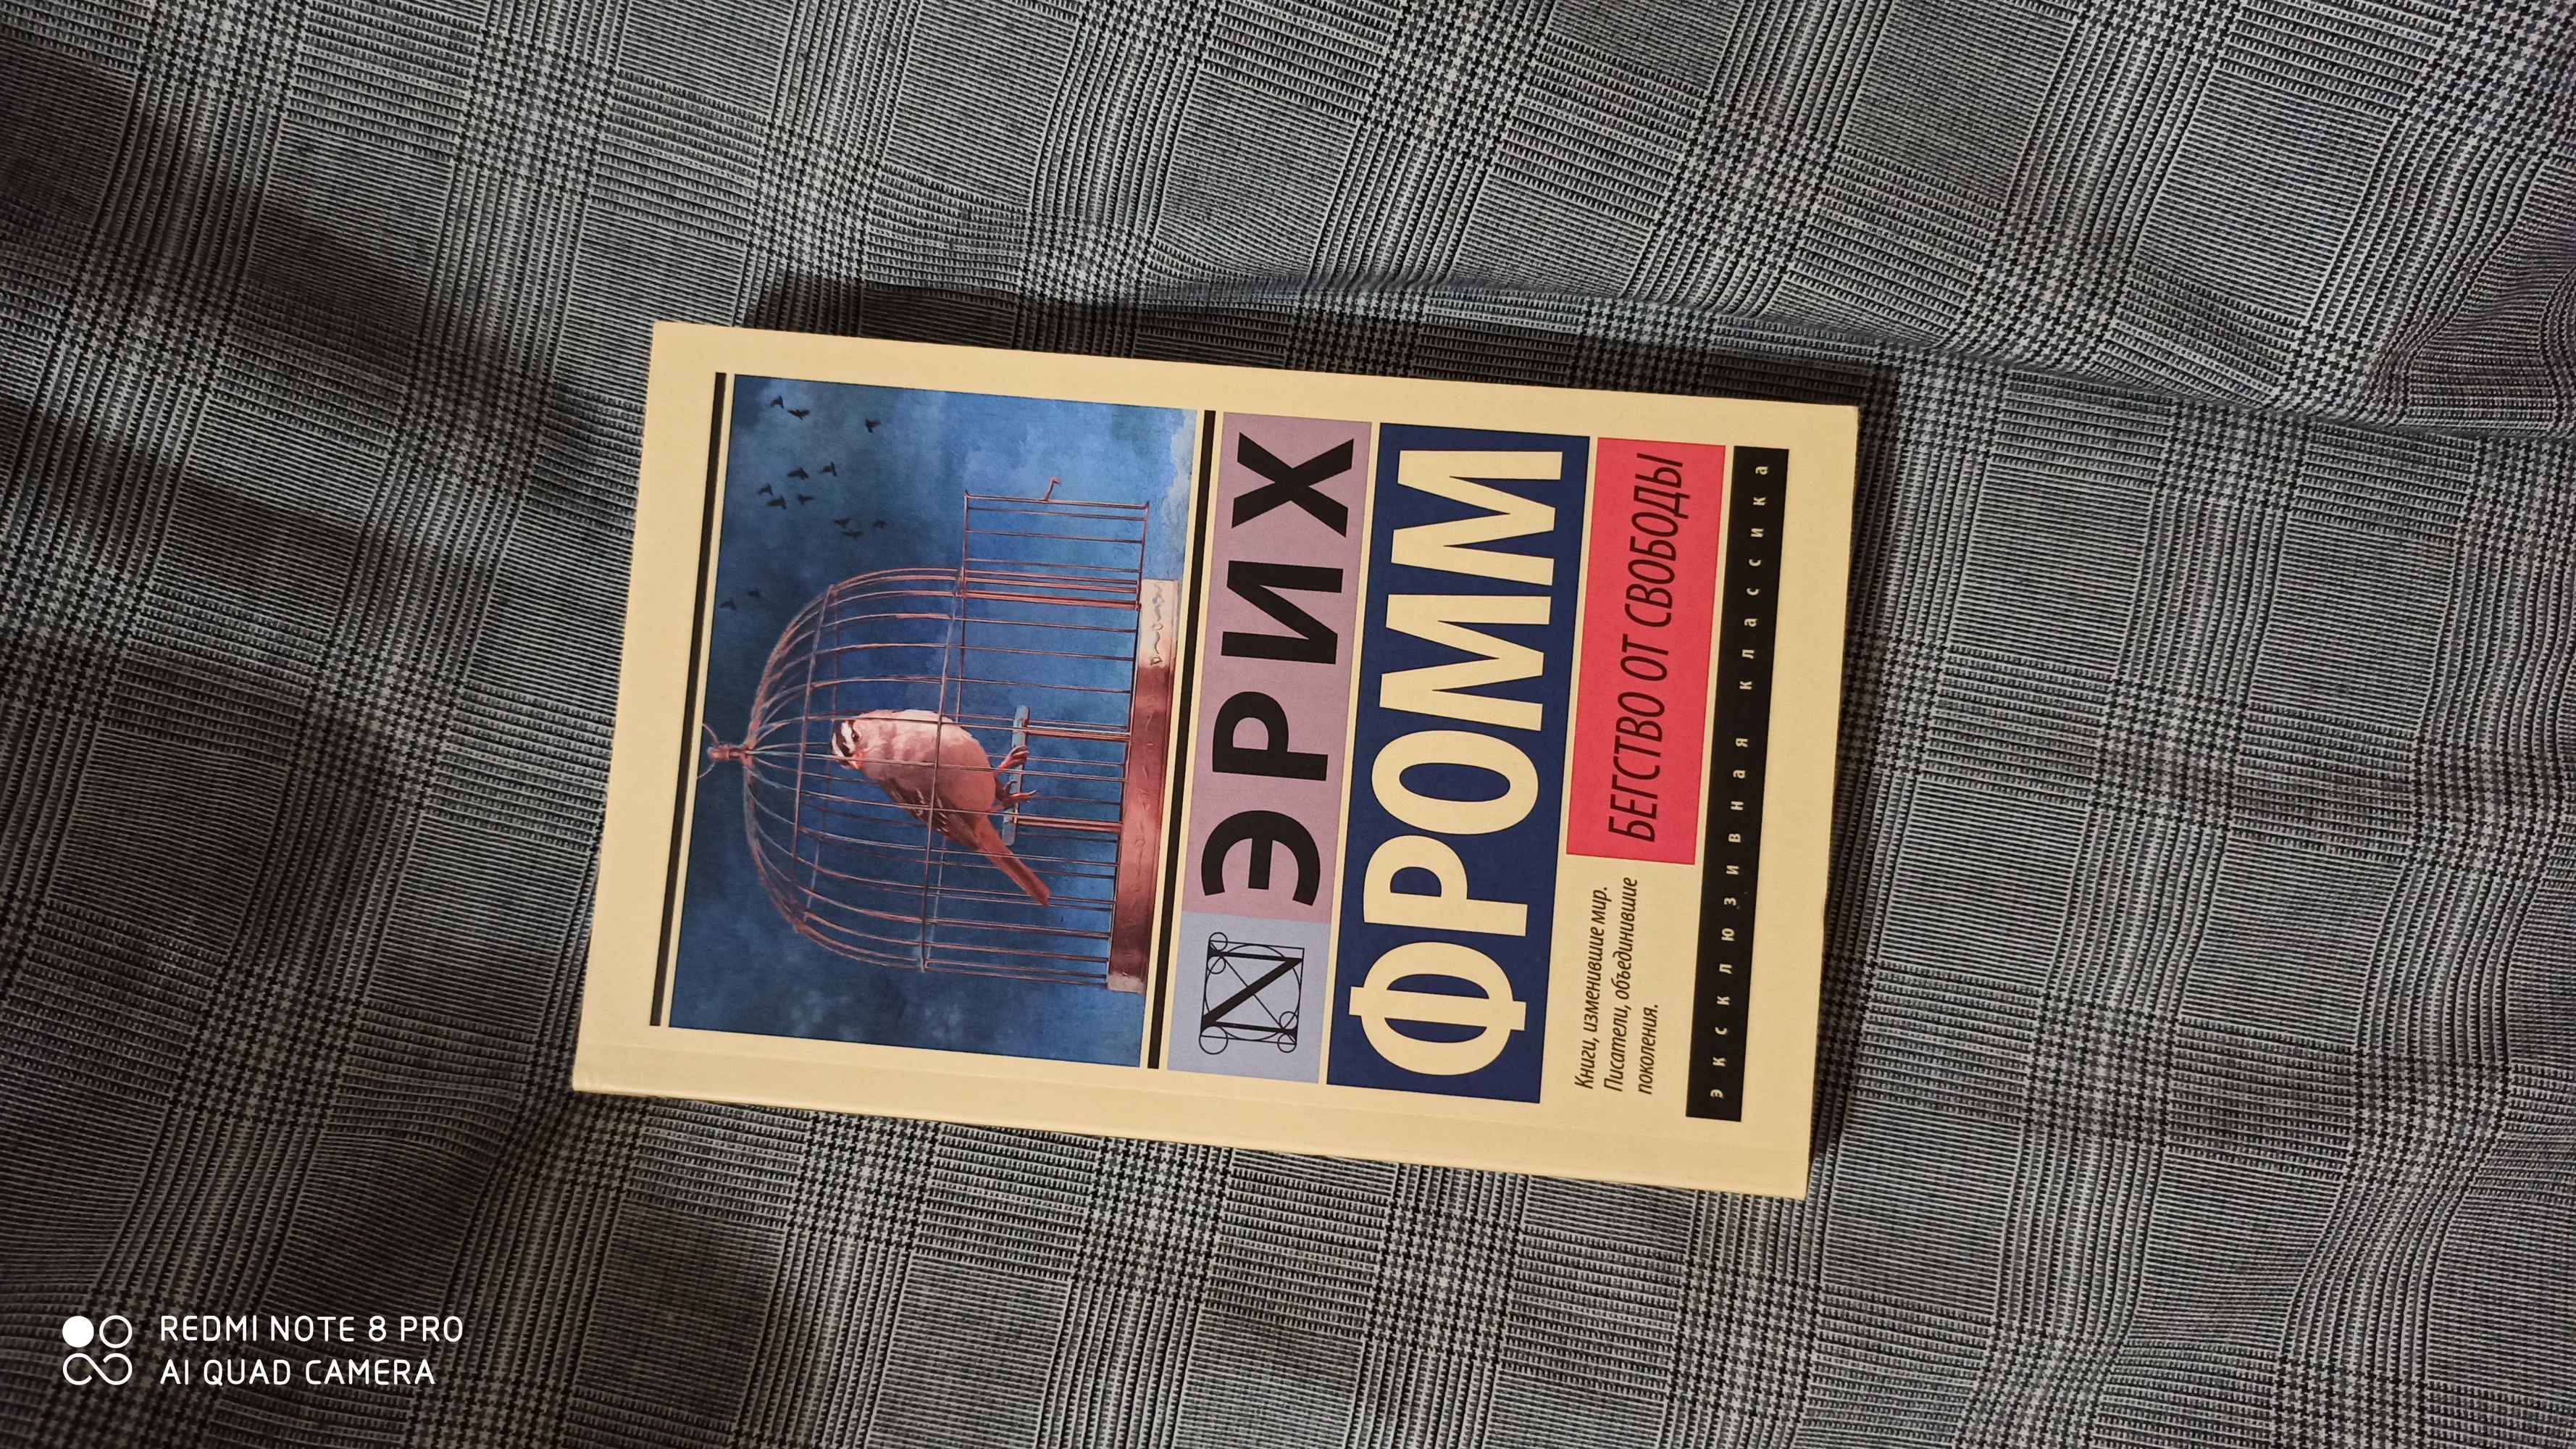 N
ЭРИХ
ФРОММ
БЕГСТВО ОТ СВОБОДЫ
Книги, изменившие мир.
Писатели, объединившие
поколения.
эксклюзивная классика
REDMI NOTE 8 PRO
AI QUAD CAMERA